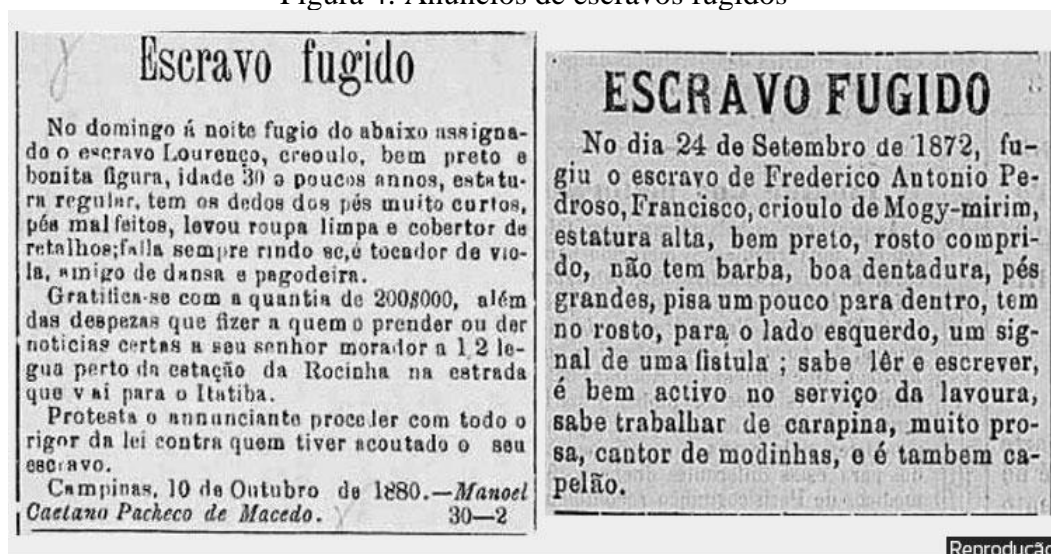 Figura 4: Anúncios de escravos fugidos
Escravo fugido
No domingo á noite fugio do abaixo assigna-
do o escravo Lourenço, creoulo, bem preto e
bonita figura, idade 30 e poucos annos, estatu-
ra regular, tem os dedos dos pés muito curtos,
pés mal feitos, levou roupa limpa e cobertor de
retalhos;falla sempre rindo se,é tocador de vio-
la, amigo de dansa e pagodeira.
Gratifica-se com a quantia de 200$000, além
das despezas que fizer a quem o prender ou der
noticias certas a seu senhor morador a 1,2 le-
gua perto da estação da Rocinha na estrada
que vai para o Itatiba.
Protesta o annunciante proceder com todo o
rigor da lei contra quem tiver acoutado o seu
escravo.
Campinas, 10 de Outubro de 1880.—Manoel
Caetano Pacheco de Macedo. 30—2
ESCRAVO FUGIDO
No dia 24 de Setembro de 1872, fu-
giu o escravo de Frederico Antonio Pe-
droso,Francisco,crioulo de Mogy-mirim,
estatura alta, bem preto, rosto compri-
do, não tem barba, boa dentadura, pés
grandes, pisa um pouco para dentro, tem
no rosto, para o lado esquerdo, um sig-
nal de uma fistula ; sabe lêr e escrever,
é bem activo no serviço da lavoura,
sabe trabalhar de carapina, muito pro-
sa, cantor de modinhas, e é tambem ca-
pelão.
Reprodução